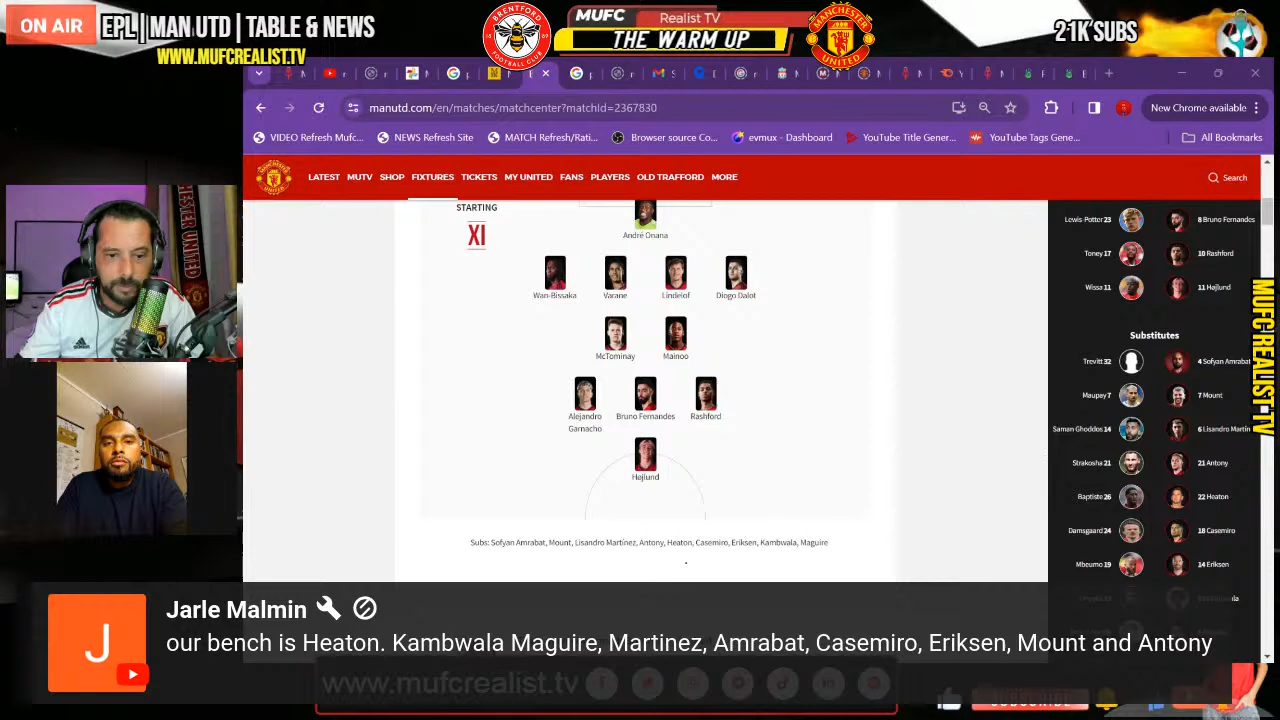 ON AIR
EPL | MAN.UTD | TABLE & NEWS
WWW.MUFCREALIST.TV
MUFC Realist TV
THE WARM UP
21K SUBS
manutd.com/en/matches/matchcenter?matchId=2367830
New Chrome available
VIDEO Refresh Mufc...
NEWS Refresh Site
MATCH Refresh/Rati...
Browser source Co...
evmux - Dashboard
YouTube Title Gener...
YouTube Tags Gene...
All Bookmarks
LATEST MUTV SHOP FIXTURES TICKETS MY UNITED FANS PLAYERS OLD TRAFFORD MORE
Search
STARTING
XI
André Onana
Wan-Bissaka Varane Lindelof Diogo Dalot
McTominay Mainoo
Alejandro Garnacho
Bruno Fernandes Rashford
Højlund
Subs: Sofyan Amrabat, Mount, Lisandro Martínez, Antony, Heaton, Casemiro, Eriksen, Kambwala, Maguire
Lewis-Potter 23 8 Bruno Fernandes
Toney 17 10 Rashford
Wissa 11 11 Højlund
Substitutes
Trevitt 32 4 Sofyan Amrabat
Maupay 7 7 Mount
Saman Ghoddos 14 6 Lisandro Martín
Strakosha 21 21 Antony
Baptiste 26 22 Heaton
Damsgaard 24 18 Casemiro
Mbeumo 19 14 Eriksen
MUFC REALIST TV
J
Jarle Malmin
our bench is Heaton. Kambwala Maguire, Martinez, Amrabat, Casemiro, Eriksen, Mount and Antony
www.mufcrealist.tv
SUBSCRIBE